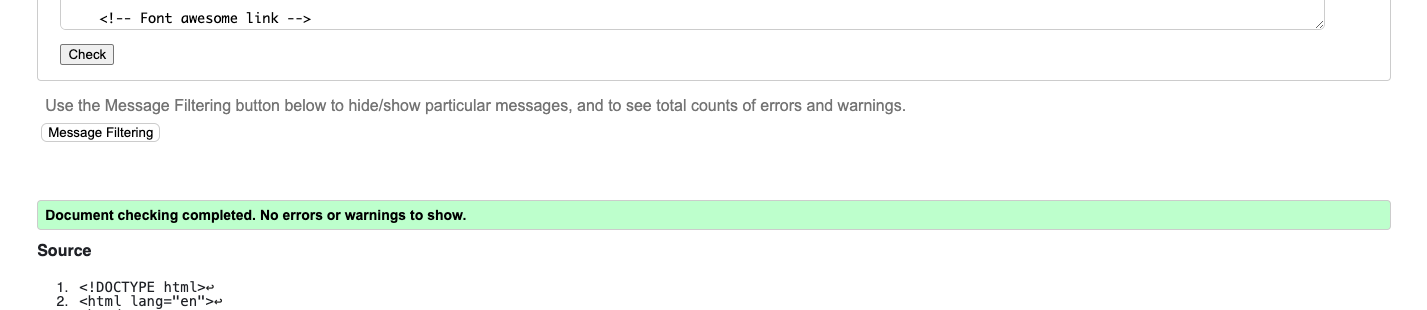 <!-- Font awesome link -->
Check
Use the Message Filtering button below to hide/show particular messages, and to see total counts of errors and warnings.
Message Filtering
Document checking completed. No errors or warnings to show.
Source
1. <!DOCTYPE html>↩
2. <html lang="en">↩